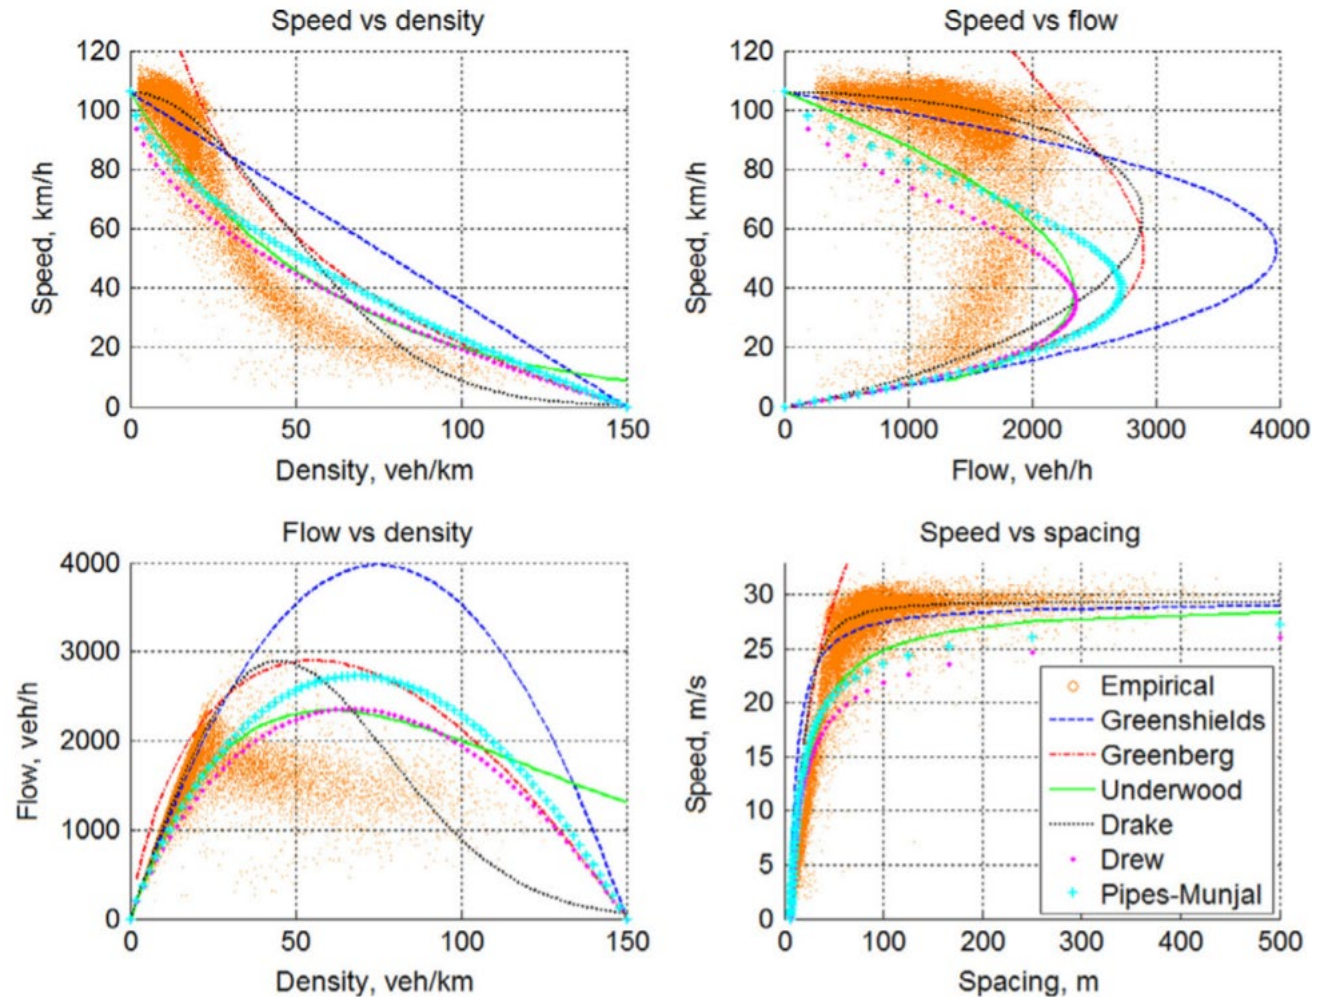 Speed vs density
120
100
80
60
40
20
0
Speed, km/h
0 50 100 150
Density, veh/km
Speed vs flow
120
100
80
60
40
20
0
Speed, km/h
0 1000 2000 3000 4000
Flow, veh/h
Flow vs density
4000
3000
2000
1000
0
Flow, veh/h
0 50 100 150
Density, veh/km
Speed vs spacing
30
25
20
15
10
5
0
Speed, m/s
0 100 200 300 400 500
Spacing, m
Empirical
Greenshields
Greenberg
Underwood
Drake
Drew
Pipes-Munjal